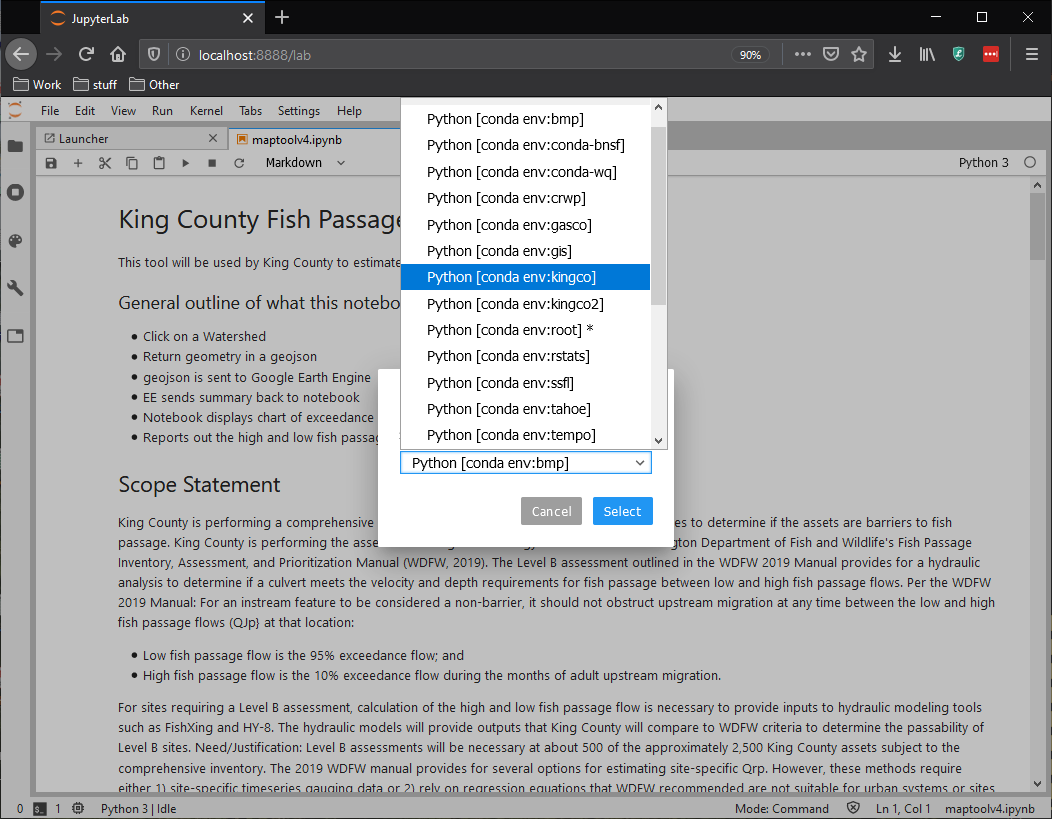 JupyterLab
localhost:8888/lab
90%
Work
stuff
Other
File Edit View Run Kernel Tabs Settings Help
Launcher
maptoolv4.ipynb
Markdown
Python 3
Python [conda env:bmp]
Python [conda env:conda-bnsf]
Python [conda env:conda-wq]
Python [conda env:crwp]
Python [conda env:gasco]
Python [conda env:gis]
Python [conda env:kingco]
Python [conda env:kingco2]
Python [conda env:root] *
Python [conda env:rstats]
Python [conda env:ssfl]
Python [conda env:tahoe]
Python [conda env:tempo]
Python [conda env:bmp]
Cancel
Select
King County Fish Passage
This tool will be used by King County to estimate
General outline of what this notebo
Click on a Watershed
Return geometry in a geojson
geojson is sent to Google Earth Engine
EE sends summary back to notebook
Notebook displays chart of exceedance
Reports out the high and low fish passag
Scope Statement
King County is performing a comprehensive es to determine if the assets are barriers to fish
passage. King County is performing the asse ngton Department of Fish and Wildlife's Fish Passage
Inventory, Assessment, and Prioritization Manual (WDFW, 2019). The Level B assessment outlined in the WDFW 2019 Manual provides for a hydraulic
analysis to determine if a culvert meets the velocity and depth requirements for fish passage between low and high fish passage flows. Per the WDFW
2019 Manual: For an instream feature to be considered a non-barrier, it should not obstruct upstream migration at any time between the low and high
fish passage flows (QJp} at that location:
Low fish passage flow is the 95% exceedance flow; and
High fish passage flow is the 10% exceedance flow during the months of adult upstream migration.
For sites requiring a Level B assessment, calculation of the high and low fish passage flow is necessary to provide inputs to hydraulic modeling tools
such as FishXing and HY-8. The hydraulic models will provide outputs that King County will compare to WDFW criteria to determine the passability of
Level B sites. Need/Justification: Level B assessments will be necessary at about 500 of the approximately 2,500 King County assets subject to the
comprehensive inventory. The 2019 WDFW manual provides for several options for estimating site-specific Qrp. However, these methods require
either 1) site-specific timeseries gauging data or 2) rely on regression equations that WDFW recommended are not suitable for urban systems or sites
0 1 Python 3 | Idle Mode: Command Ln 1, Col 1 maptoolv4.ipynb